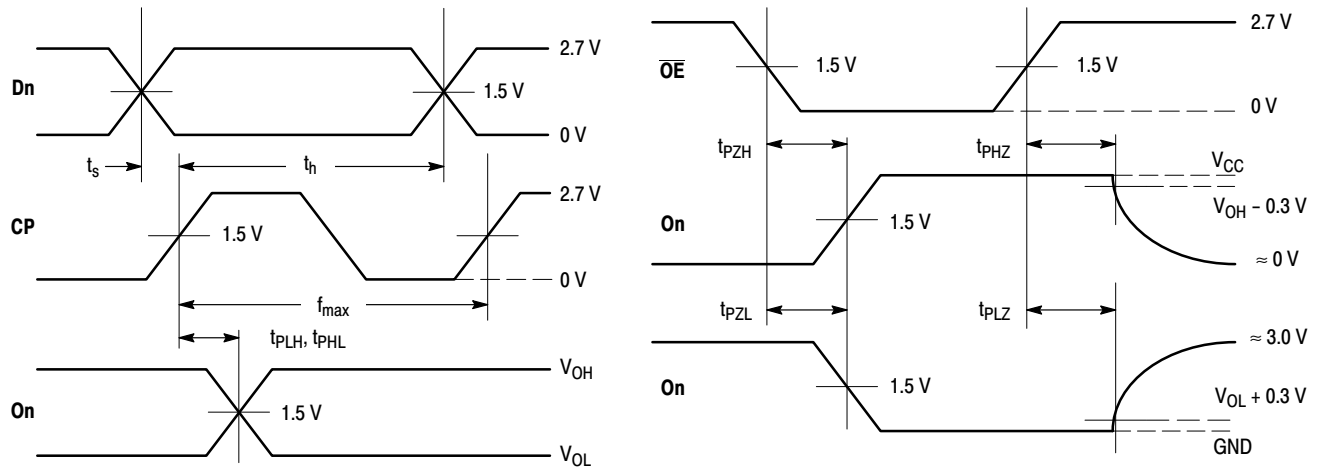 Dn
2.7 V
1.5 V
0 V
ts
th
CP
2.7 V
1.5 V
0 V
fmax
tPLH, tPHL
On
VOH
1.5 V
VOL
OE
2.7 V
1.5 V
1.5 V
0 V
tPZH
tPHZ
VCC
VOH – 0.3 V
On
1.5 V
≈ 0 V
tPZL
tPLZ
≈ 3.0 V
On
1.5 V
VOL + 0.3 V
GND